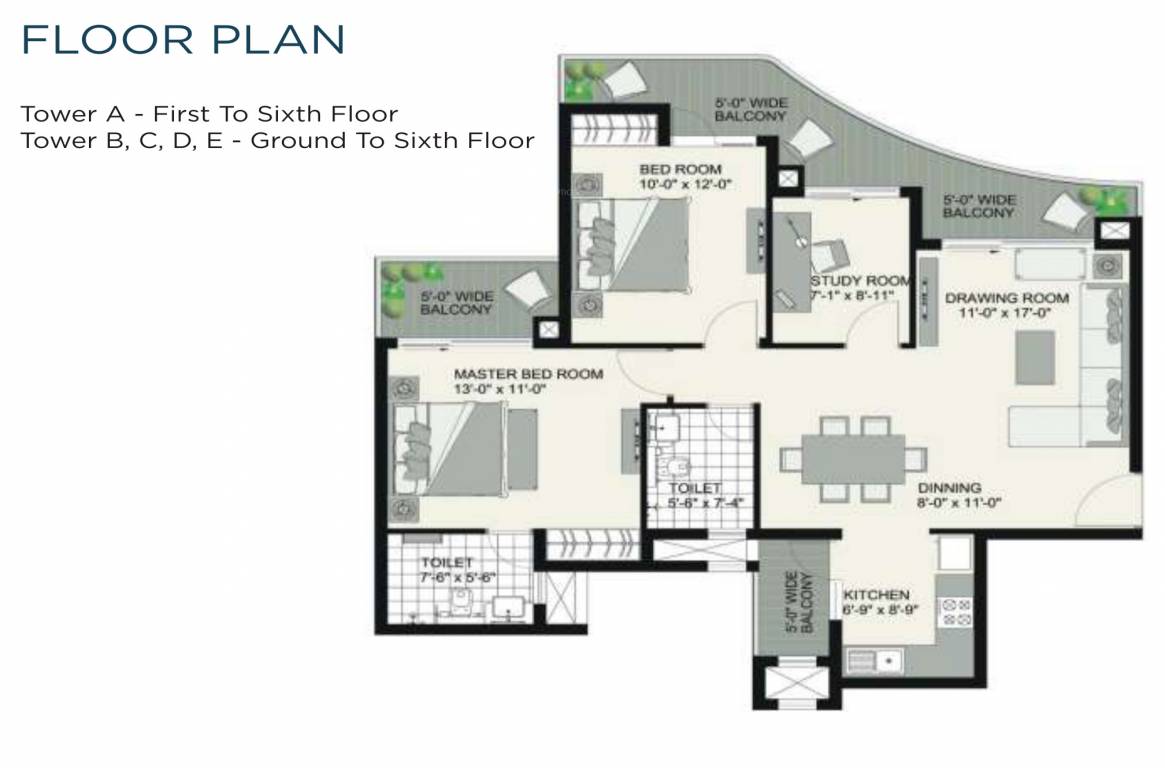 FLOOR PLAN
Tower A - First To Sixth Floor
Tower B, C, D, E - Ground To Sixth Floor
5'-0" WIDE
BALCONY
BED ROOM
10'-0" x 12'-0"
5'-0" WIDE
BALCONY
STUDY ROOM
7'-1" x 8'-11"
5'-0" WIDE
BALCONY
DRAWING ROOM
11'-0" x 17'-0"
MASTER BED ROOM
13'-0" x 11'-0"
TOILET
5'-6" x 7'-4"
DINNING
8'-0" x 11'-0"
TOILET
7'-6" x 5'-6"
5'-0" WIDE
BALCONY
KITCHEN
6'-9" x 8'-9"